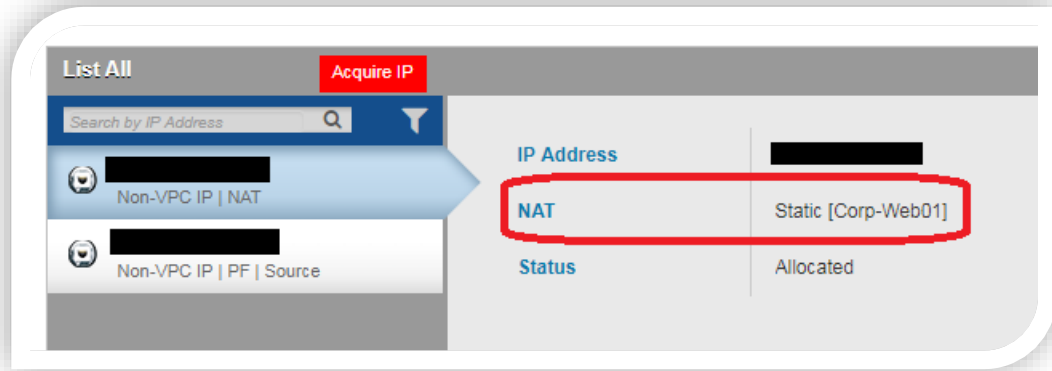 List All
Acquire IP
Search by IP Address
Non-VPC IP | NAT
Non-VPC IP | PF | Source
IP Address
NAT Static [Corp-Web01]
Status Allocated